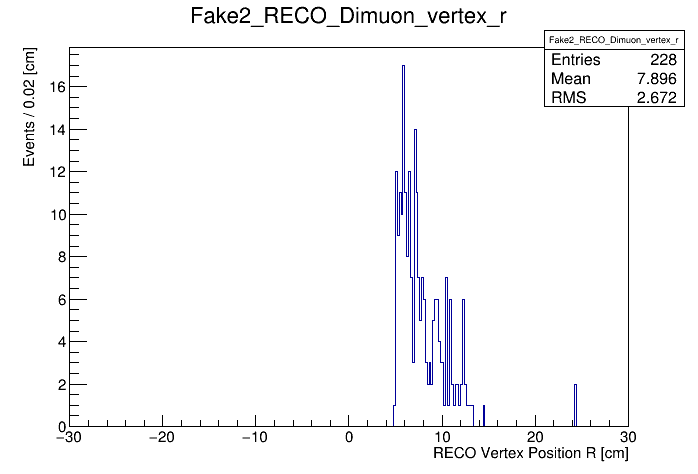 Fake2_RECO_Dimuon_vertex_r
Fake2_RECO_Dimuon_vertex_r
Entries 228
Mean 7.896
RMS 2.672
Events / 0.02 [cm]
16
14
12
10
8
6
4
2
0
−30 −20 −10 0 10 20 30
RECO Vertex Position R [cm]